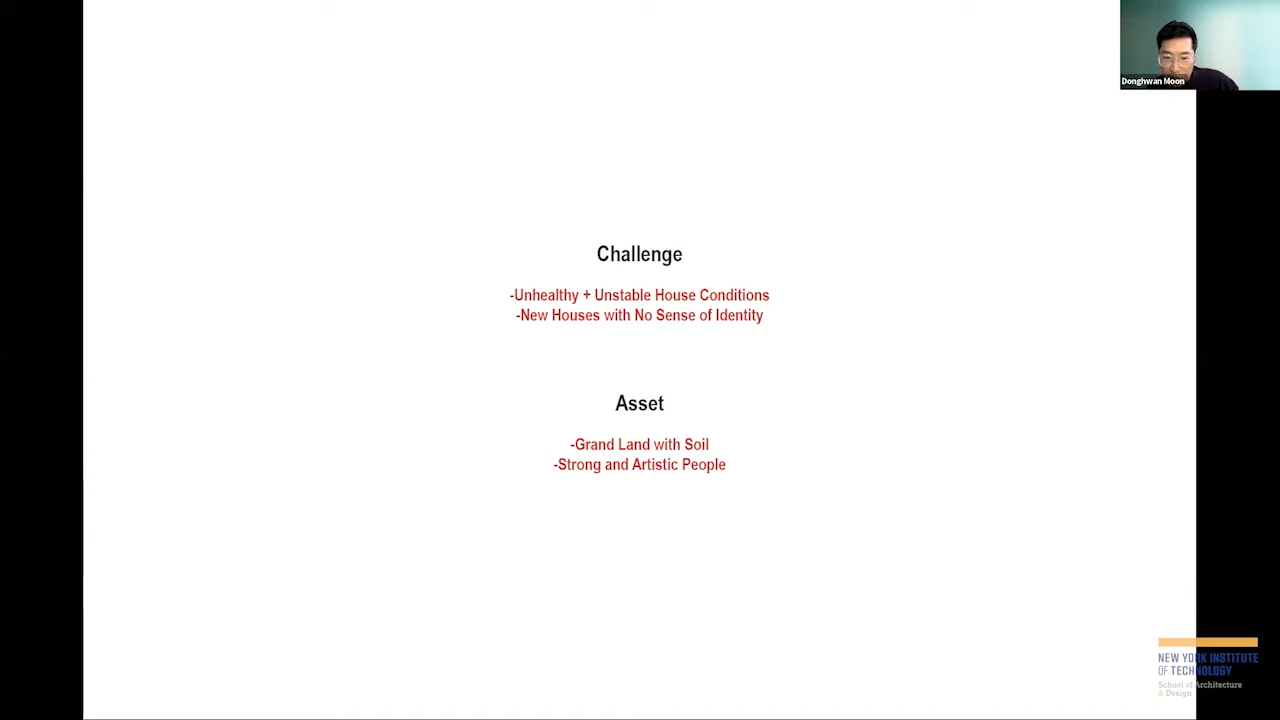 Donghwan Moon
Challenge
-Unhealthy + Unstable House Conditions
-New Houses with No Sense of Identity
Asset
-Grand Land with Soil
-Strong and Artistic People
NEW YORK INSTITUTE
OF TECHNOLOGY
School of Architecture
& Design